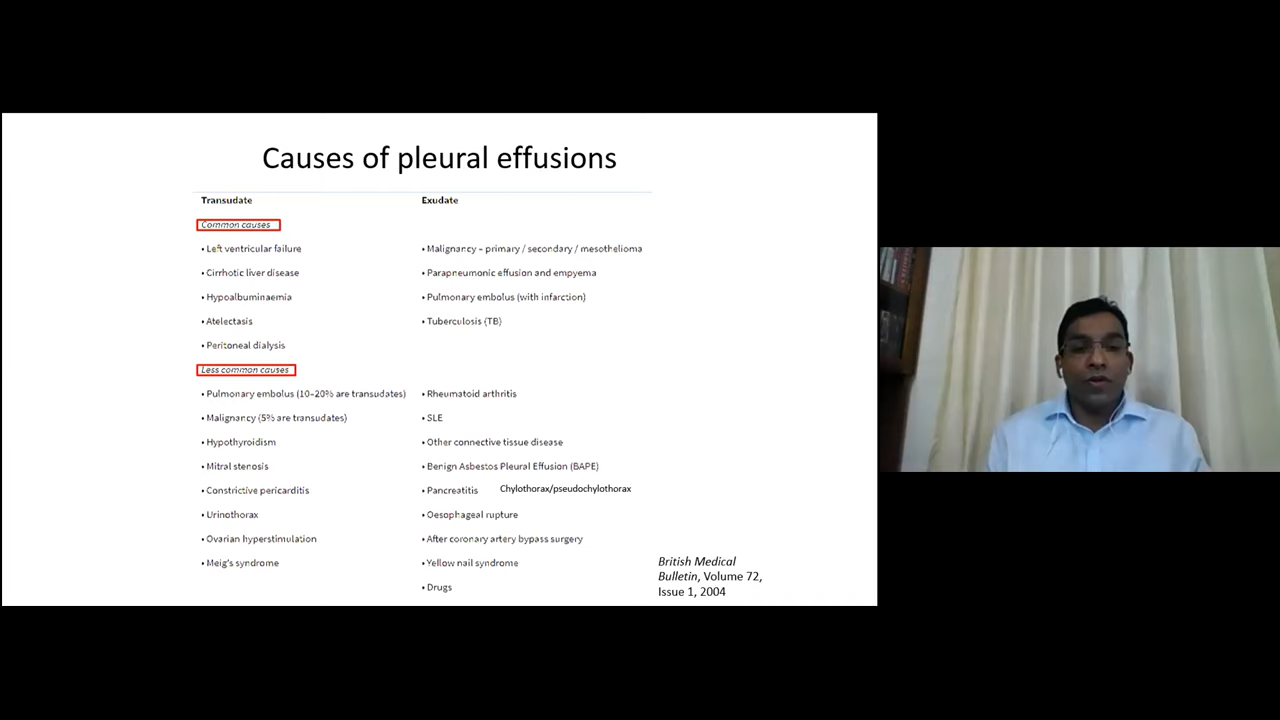 Causes of pleural effusions
Transudate Exudate
Common causes
• Left ventricular failure • Malignancy – primary / secondary / mesothelioma
• Cirrhotic liver disease • Parapneumonic effusion and empyema
• Hypoalbuminaemia • Pulmonary embolus (with infarction)
• Atelectasis • Tuberculosis (TB)
• Peritoneal dialysis
Less common causes
• Pulmonary embolus (10–20% are transudates) • Rheumatoid arthritis
• Malignancy (5% are transudates) • SLE
• Hypothyroidism • Other connective tissue disease
• Mitral stenosis • Benign Asbestos Pleural Effusion (BAPE)
• Constrictive pericarditis • Pancreatitis Chylothorax/pseudochylothorax
• Urinothorax • Oesophageal rupture
• Ovarian hyperstimulation • After coronary artery bypass surgery
• Meig's syndrome • Yellow nail syndrome
• Drugs
British Medical
Bulletin, Volume 72,
Issue 1, 2004